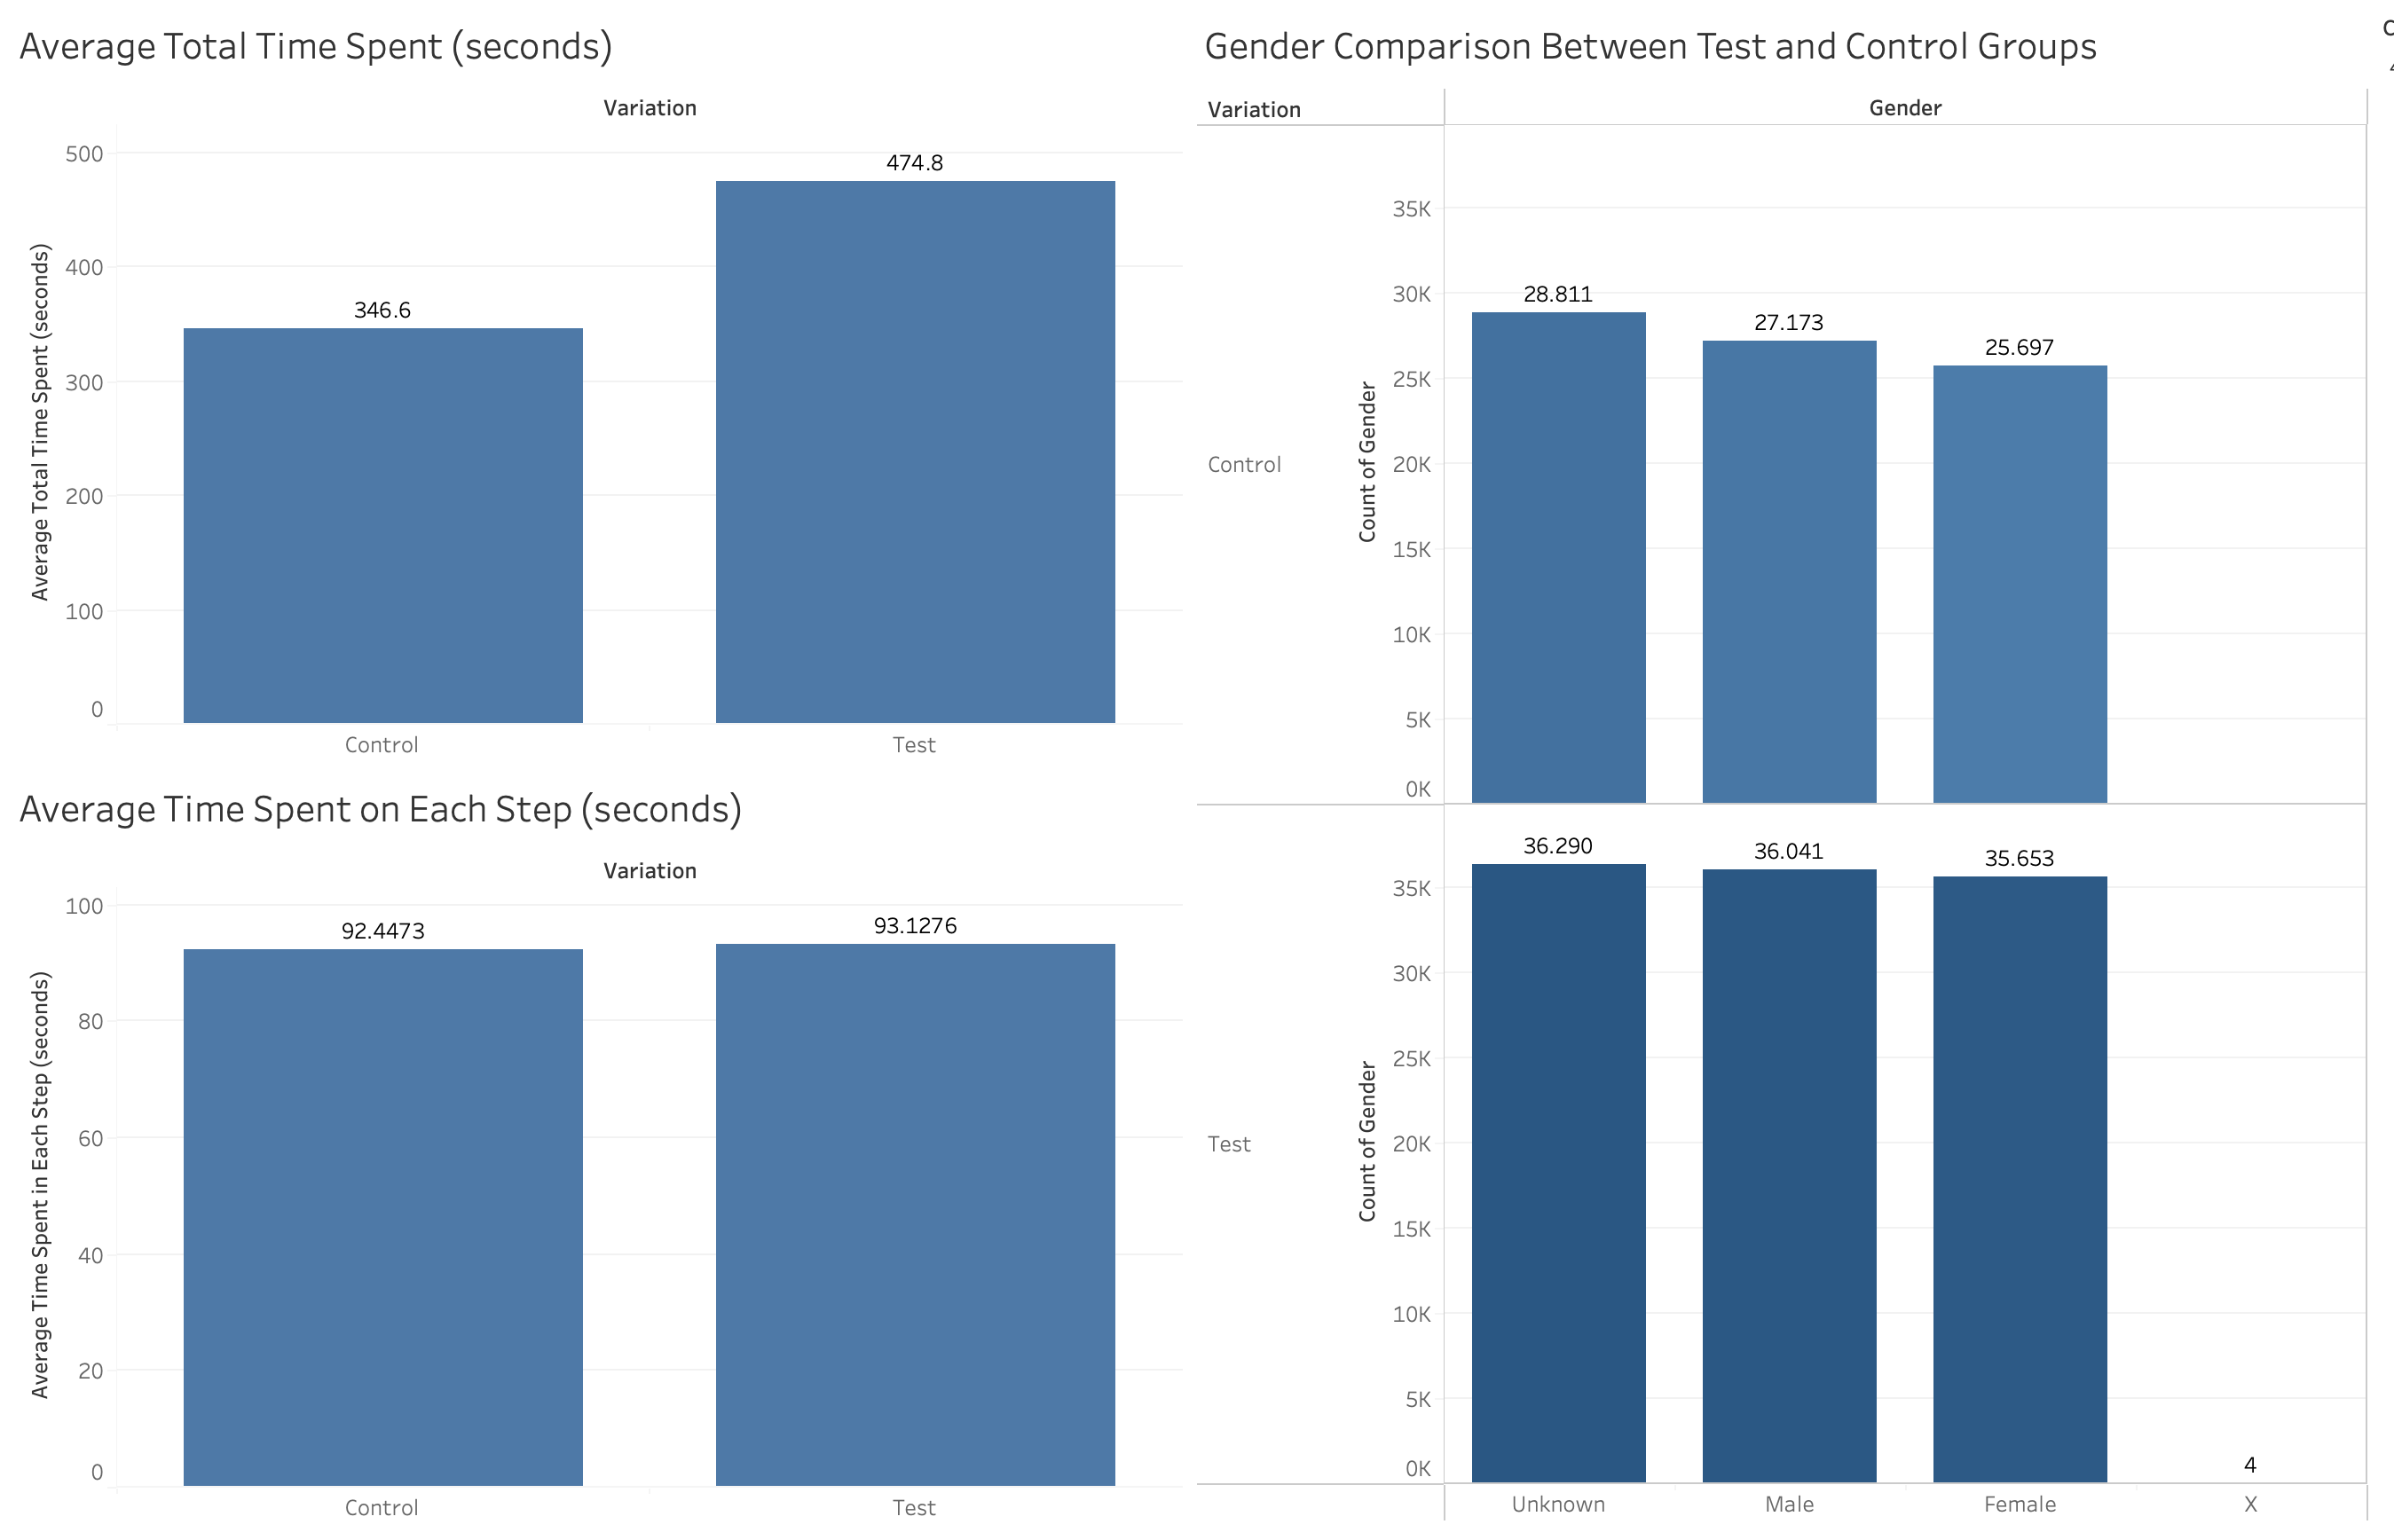 Average Total Time Spent (seconds)
Variation
Average Total Time Spent (seconds)
500
400
300
200
100
0
346.6
474.8
Control
Test
Average Time Spent on Each Step (seconds)
Variation
Average Time Spent in Each Step (seconds)
100
80
60
40
20
0
92.4473
93.1276
Control
Test
Gender Comparison Between Test and Control Groups
Variation
Gender
Control
Count of Gender
35K
30K
25K
20K
15K
10K
5K
0K
28.811
27.173
25.697
Test
Count of Gender
35K
30K
25K
20K
15K
10K
5K
0K
36.290
36.041
35.653
4
Unknown
Male
Female
X